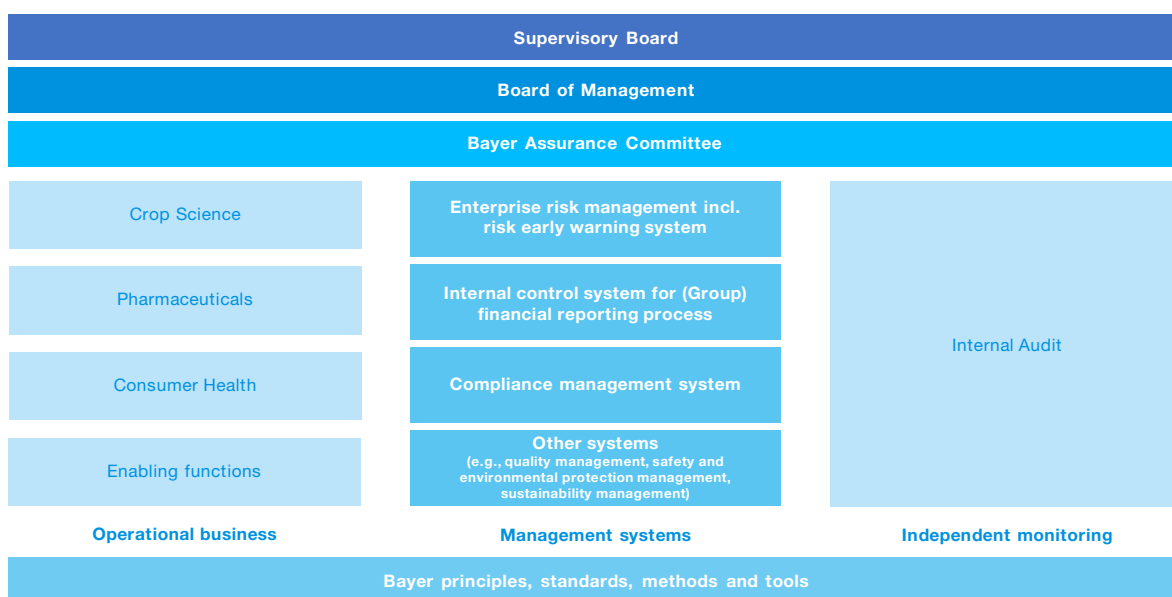 Supervisory Board
Board of Management
Bayer Assurance Committee
Crop Science
Pharmaceuticals
Consumer Health
Enabling functions
Operational business
Enterprise risk management incl.
risk early warning system
Internal control system for (Group)
financial reporting process
Compliance management system
Other systems
(e.g., quality management, safety and
environmental protection management,
sustainability management)
Management systems
Internal Audit
Independent monitoring
Bayer principles, standards, methods and tools